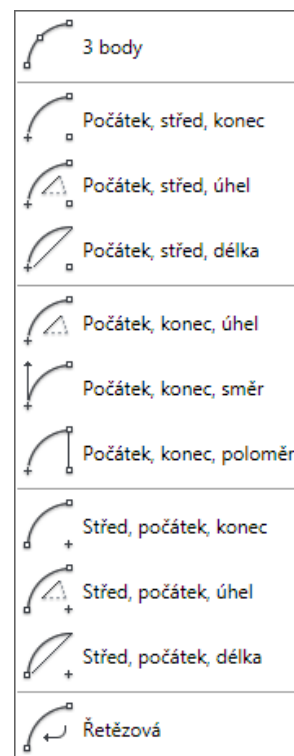 3 body
Počátek, střed, konec
Počátek, střed, úhel
Počátek, střed, délka
Počátek, konec, úhel
Počátek, konec, směr
Počátek, konec, poloměr
Střed, počátek, konec
Střed, počátek, úhel
Střed, počátek, délka
Řetězová